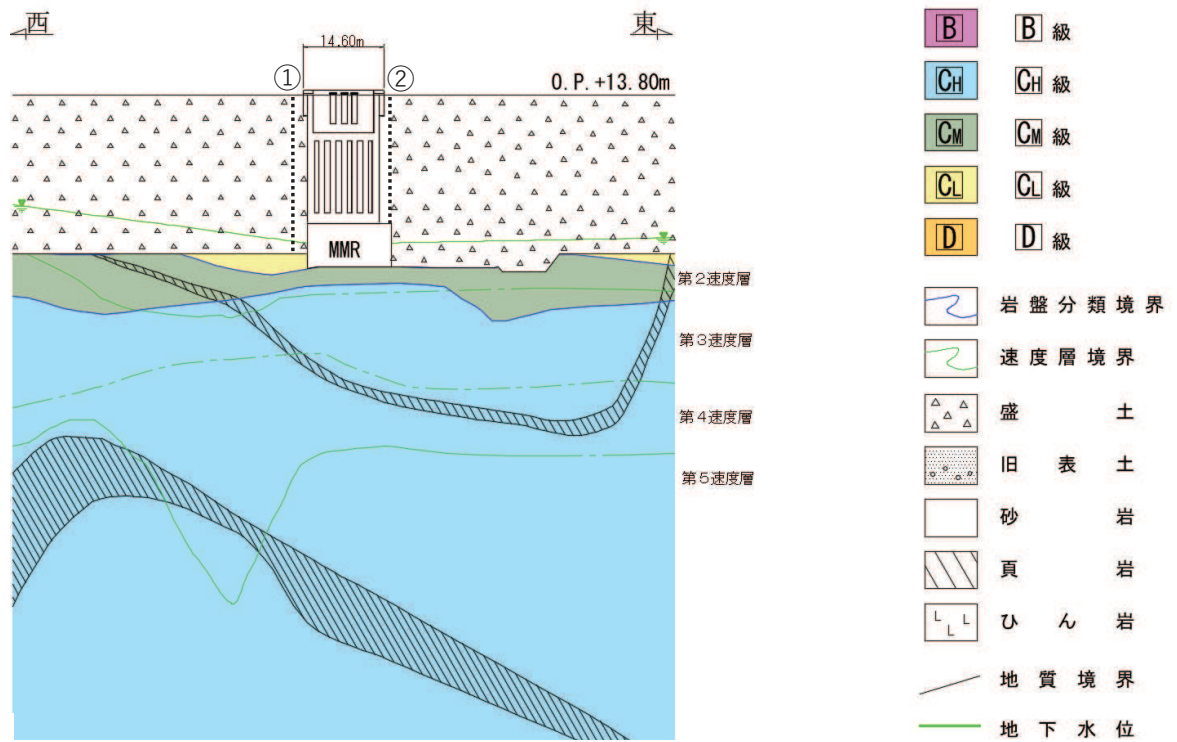 西
東
14.60m
①
②
O.P.+13.80m
MMR
第2速度層
第3速度層
第4速度層
第5速度層
B B 級
CH CH 級
CM CM 級
CL CL 級
D D 級
岩盤分類境界
速度層境界
盛土
旧表土
砂岩
頁岩
ひん岩
地質境界
地下水位